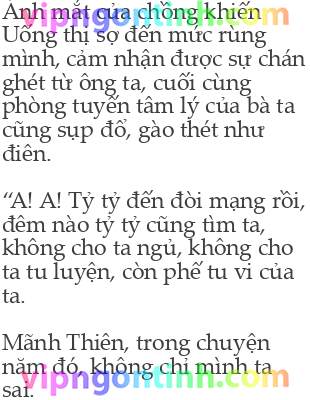 Ánh mắt của chồng khiến
vipngontinh.com
Uông thị sợ đến mức rùng
mình, cảm nhận được sự chán
ghét từ ông ta, cuối cùng
phòng tuyến tâm lý của bà ta
cũng sụp đổ, gào thét như
điên.
“A! A! Tỷ tỷ đến đòi mạng rồi,
đêm nào tỷ tỷ cũng tìm ta,
không cho ta ngủ, không cho
ta tu luyện, còn phế tu vi của
ta.
Mãnh Thiên, trong chuyện
năm đó, không chỉ mình ta
vipngontinh.com
sai.